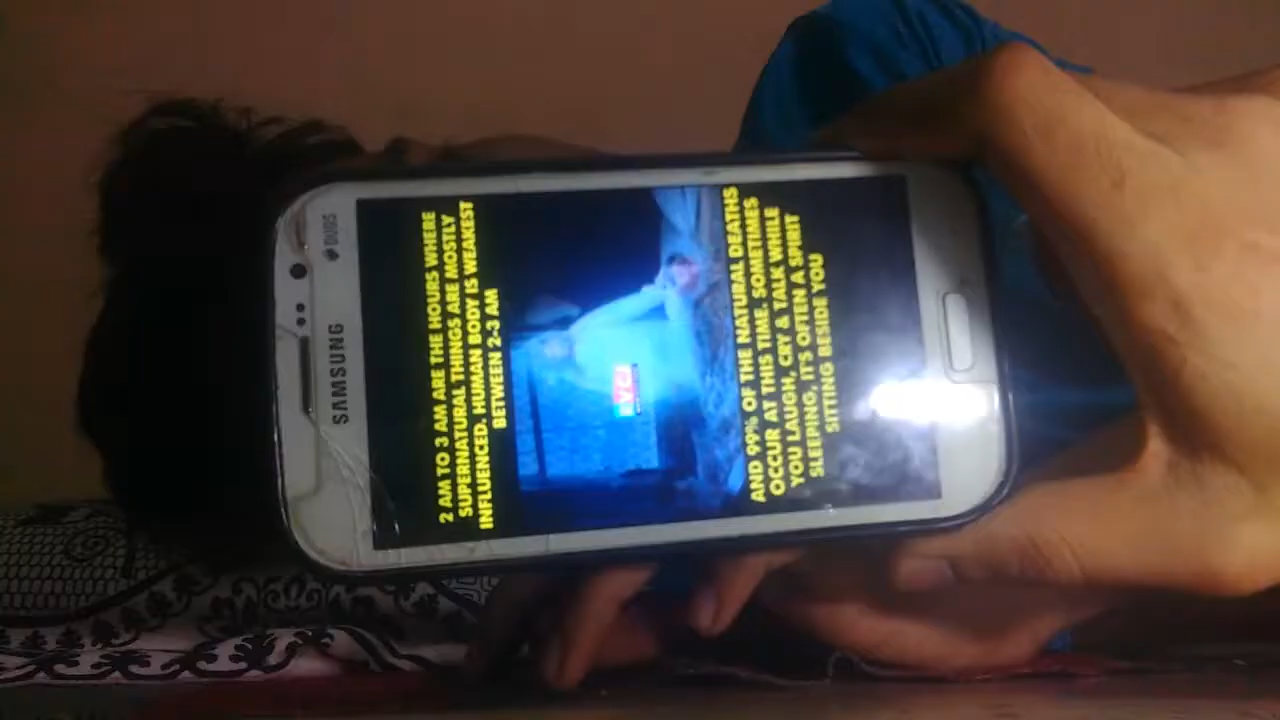 SAMSUNG
DUOS
2 AM TO 3 AM ARE THE HOURS WHERE
SUPERNATURAL THINGS ARE MOSTLY
INFLUENCED. HUMAN BODY IS WEAKEST
BETWEEN 2-3 AM
AND 99% OF THE NATURAL DEATHS
OCCUR AT THIS TIME. SOMETIMES
YOU LAUGH, CRY & TALK WHILE
SLEEPING, IT'S OFTEN A SPIRIT
SITTING BESIDE YOU